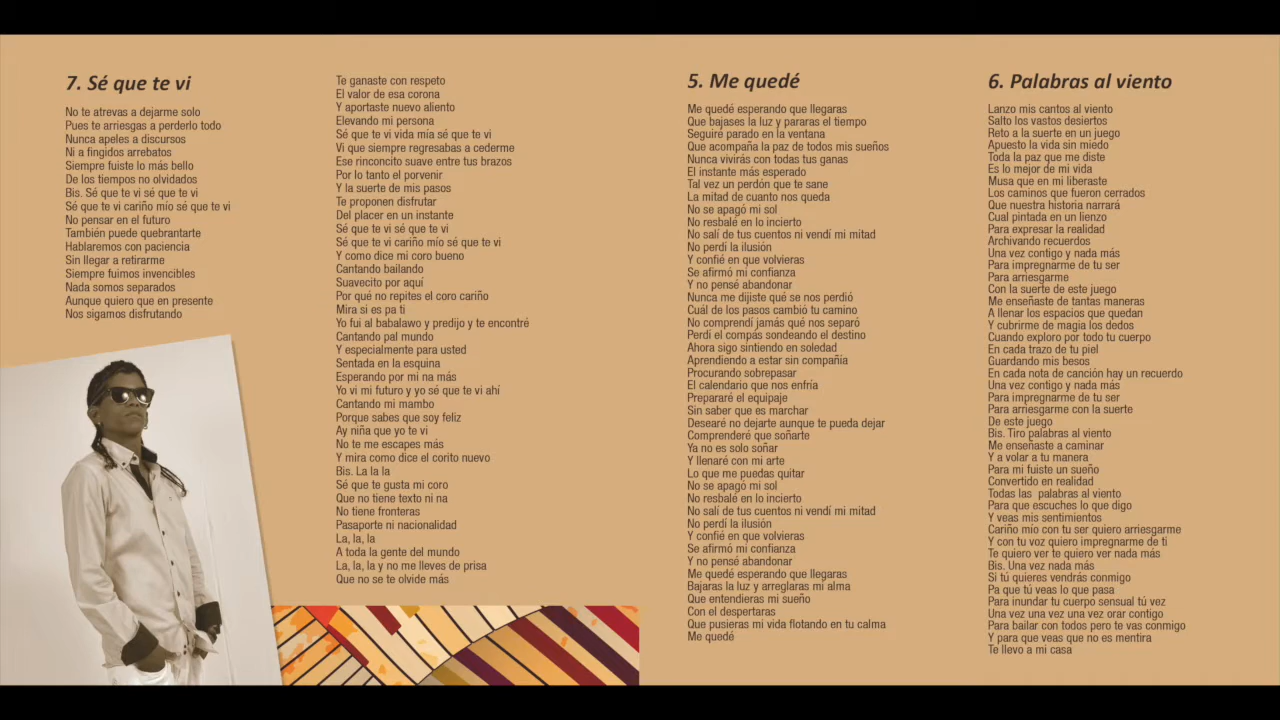 7. Sé que te vi
No te atrevas a dejarme solo
Pues te arriesgas a perderlo todo
Nunca apeles a discursos
Ni a fingidos arrebatos
Siempre fuiste lo más bello
De los tiempos no olvidados
Bis. Sé que te vi sé que te vi
Sé que te vi cariño mío sé que te vi
No pensar en el futuro
También puede quebrantarte
Hablaremos con paciencia
Sin llegar a retirarme
Siempre fuimos invencibles
Nada somos separados
Aunque quiero que en presente
Nos sigamos disfrutando
Te ganaste con respeto
El valor de esa corona
Y aportaste nuevo aliento
Elevando mi persona
Sé que te vi vida mía sé que te vi
Vi que siempre regresabas a cederme
Ese rinconcito suave entre tus brazos
Por lo tanto el porvenir
Y la suerte de mis pasos
Te proponen disfrutar
Del placer en un instante
Sé que te vi sé que te vi
Sé que te vi cariño mío sé que te vi
Y como dice mi coro bueno
Cantando bailando
Suavecito por aquí
Por qué no repites el coro cariño
Mira si es pa ti
Yo fui al babalawo y predijo y te encontré
Cantando pal mundo
Y especialmente para usted
Sentada en la esquina
Esperando por mi na más
Yo vi mi futuro y yo sé que te vi ahí
Cantando mi mambo
Porque sabes que soy feliz
Ay niña que yo te vi
No te me escapes más
Y mira como dice el corito nuevo
Bis. La la la
Sé que te gusta mi coro
Que no tiene texto ni na
No tiene fronteras
Pasaporte ni nacionalidad
La, la, la
A toda la gente del mundo
La, la, la y no me lleves de prisa
Que no se te olvide más
5. Me quedé
Me quedé esperando que llegaras
Que bajases la luz y pararas el tiempo
Seguiré parado en la ventana
Que acompaña la paz de todos mis sueños
Nunca vivirás con todas tus ganas
El instante más esperado
Tal vez un perdón que te sane
La mitad de cuanto nos queda
No se apagó mi sol
No resbalé en lo incierto
No salí de tus cuentos ni vendí mi mitad
No perdí la ilusión
Y confié en que volvieras
Se afirmó mi confianza
Y no pensé abandonar
Nunca me dijiste qué se nos perdió
Cuál de los pasos cambió tu camino
No comprendí jamás qué nos separó
Perdí el compás sondeando el destino
Ahora sigo sintiendo en soledad
Aprendiendo a estar sin compañía
Procurando sobrepasar
El calendario que nos enfría
Prepararé el equipaje
Sin saber que es marchar
Desearé no dejarte aunque te pueda dejar
Comprenderé que soñarte
Ya no es solo soñar
Y llenaré con mi arte
Lo que me puedas quitar
No se apagó mi sol
No resbalé en lo incierto
No salí de tus cuentos ni vendí mi mitad
No perdí la ilusión
Y confié en que volvieras
Se afirmó mi confianza
Y no pensé abandonar
Me quedé esperando que llegaras
Bajaras la luz y arreglaras mi alma
Que entendieras mi sueño
Con el despertaras
Que pusieras mi vida flotando en tu calma
Me quedé
6. Palabras al viento
Lanzo mis cantos al viento
Salto los vastos desiertos
Reto a la suerte en un juego
Apuesto la vida sin miedo
Toda la paz que me diste
Es lo mejor de mi vida
Musa que en mi liberaste
Los caminos que fueron cerrados
Que nuestra historia narrará
Cual pintada en un lienzo
Para expresar la realidad
Archivando recuerdos
Una vez contigo y nada más
Para impregnarme de tu ser
Para arriesgarme
Con la suerte de este juego
Me enseñaste de tantas maneras
A llenar los espacios que quedan
Y cubrirme de magia los dedos
Cuando exploro por todo tu cuerpo
En cada trazo de tu piel
Guardando mis besos
En cada nota de canción hay un recuerdo
Una vez contigo y nada más
Para impregnarme de tu ser
Para arriesgarme con la suerte
De este juego
Bis. Tiro palabras al viento
Me enseñaste a caminar
Y a volar a tu manera
Para mi fuiste un sueño
Convertido en realidad
Todas las palabras al viento
Para que escuches lo que digo
Y veas mis sentimientos
Cariño mío con tu ser quiero arriesgarme
Y con tu voz quiero impregnarme de ti
Te quiero ver te quiero ver nada más
Bis. Una vez nada más
Si tú quieres vendrás conmigo
Pa que tú veas lo que pasa
Para inundar tu cuerpo sensual tú vez
Una vez una vez una vez orar contigo
Para bailar con todos pero te vas conmigo
Y para que veas que no es mentira
Te llevo a mi casa